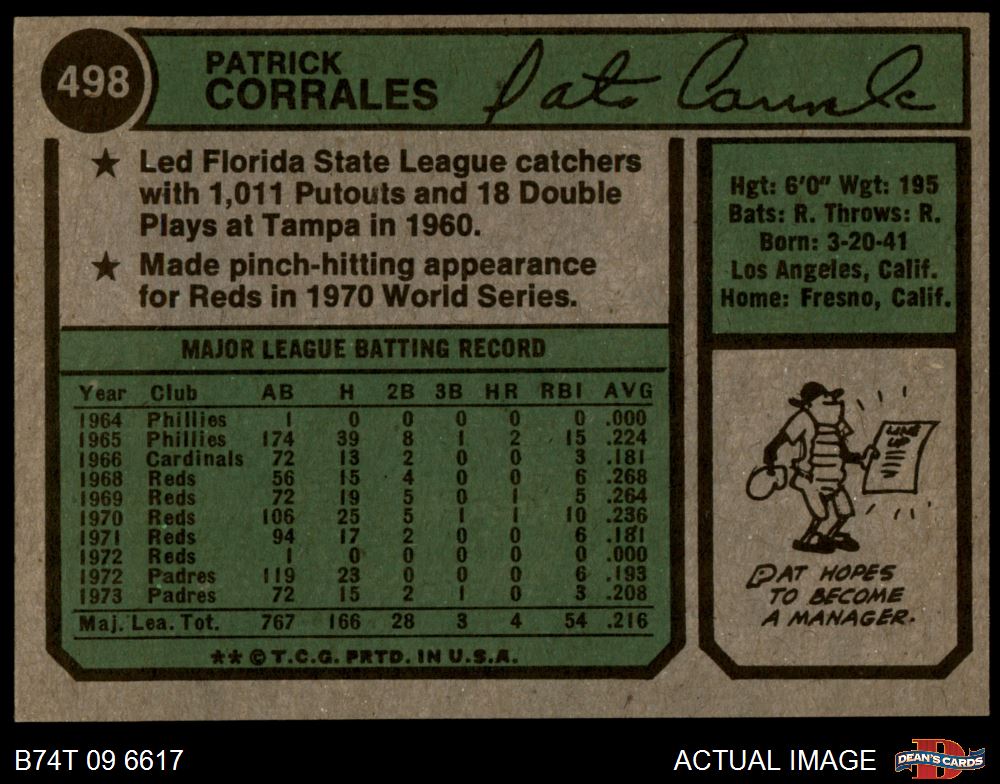 498
PATRICK
CORRALES
Pat Corrales
★ Led Florida State League catchers
with 1,011 Putouts and 18 Double
Plays at Tampa in 1960.
★ Made pinch-hitting appearance
for Reds in 1970 World Series.
Hgt: 6'0" Wgt: 195
Bats: R. Throws: R.
Born: 3-20-41
Los Angeles, Calif.
Home: Fresno, Calif.
MAJOR LEAGUE BATTING RECORD
Year Club AB H 2B 3B HR RBI AVG
1964 Phillies 1 0 0 0 0 0 .000
1965 Phillies 174 39 8 1 2 15 .224
1966 Cardinals 72 13 2 0 0 3 .181
1968 Reds 56 15 4 0 0 6 .268
1969 Reds 72 19 5 0 1 5 .264
1970 Reds 106 25 5 1 1 10 .236
1971 Reds 94 17 2 0 0 6 .181
1972 Reds 1 0 0 0 0 0 .000
1972 Padres 119 23 0 0 0 6 .193
1973 Padres 72 15 2 1 0 3 .208
Maj. Lea. Tot. 767 166 28 3 4 54 .216
** © T.C.G. PRTD. IN U.S.A.
PAT HOPES
TO BECOME
A MANAGER.
B74T 09 6617
ACTUAL IMAGE
DEAN'S CARDS